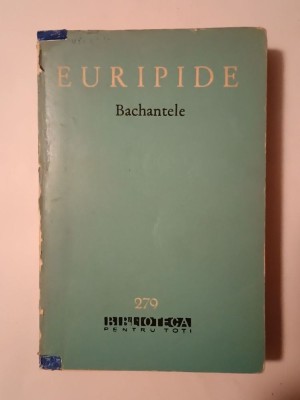 EURIPIDE
Bachantele
279
BIBLIOTECA
PENTRU TOȚI